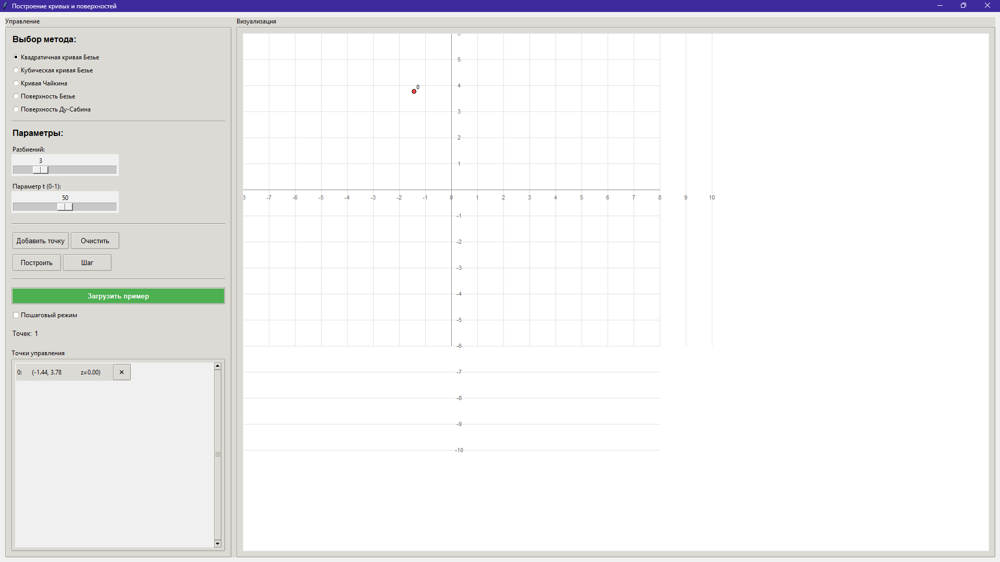 Построение кривых и поверхностей
Управление
Выбор метода:
Квадратичная кривая Безье
Кубическая кривая Безье
Кривая Чайкина
Поверхность Безье
Поверхность Ду-Сабина
Параметры:
Разбиений:
3
Параметр t (0-1):
50
Добавить точку Очистить
Построить Шаг
Загрузить пример
Пошаговый режим
Точек: 1
Точки управления
0: (-1.44, 3.78 z=0.00) ×
Визуализация
5
0
4
3
2
1
-7 -6 -5 -4 -3 -2 -1 0 1 2 3 4 5 6 7 8 9 10
-1
-2
-3
-4
-5
-6
-7
-8
-9
-10